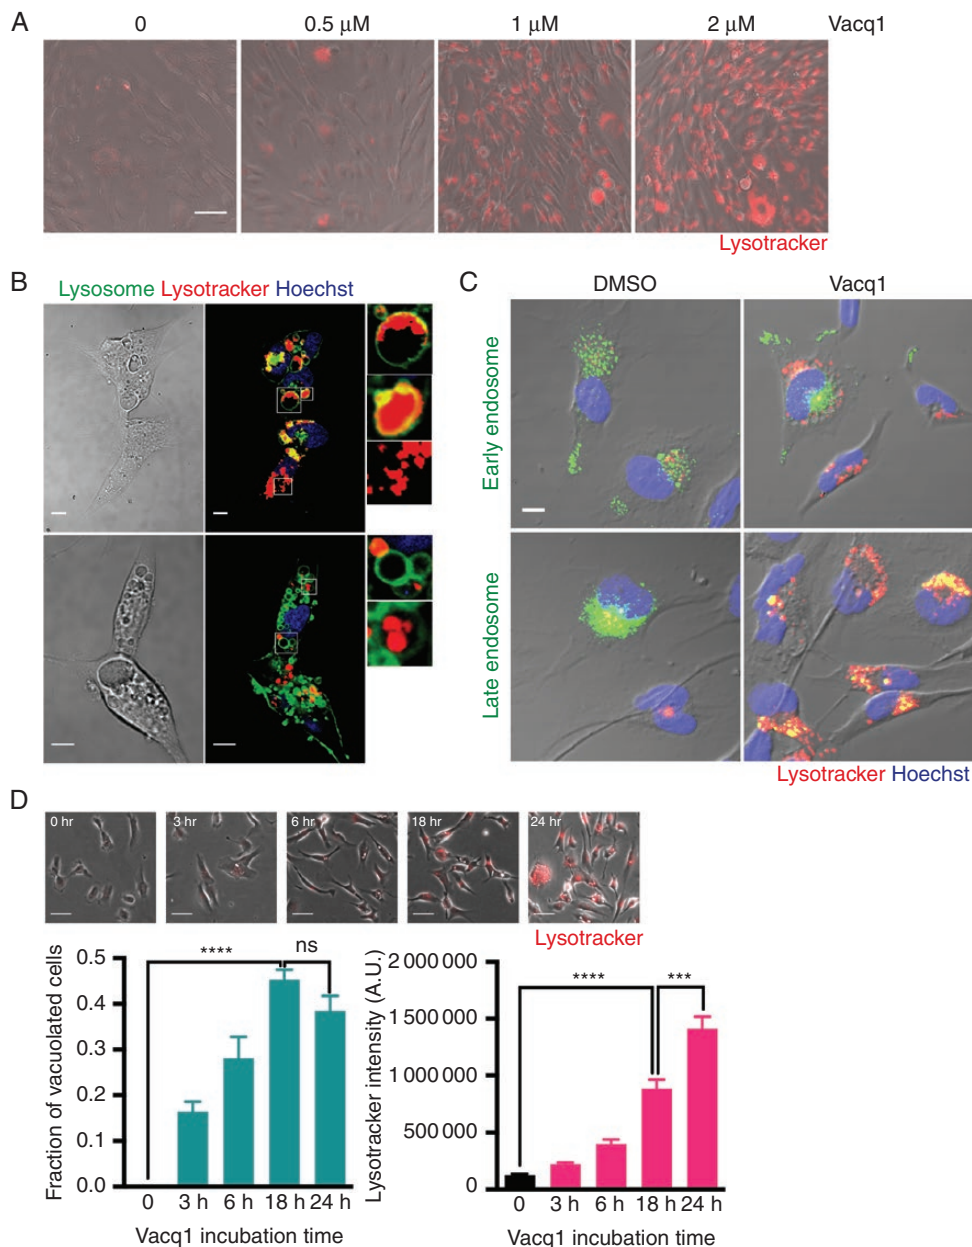 A
0 0.5 μM 1 μM 2 μM Vacq1
Lysotracker
B
Lysosome Lysotracker Hoechst
C
DMSO Vacq1
Early endosome
Late endosome
Lysotracker Hoechst
D
0 hr 3 hr 6 hr 18 hr 24 hr
Lysotracker
Fraction of vacuolated cells
0.5
0.4
0.3
0.2
0.1
0.0
**** ns
0 3 h 6 h 18 h 24 h
Vacq1 incubation time
Lysotracker intensity (A.U.)
2 000 000
1 500 000
1 000 000
500 000
0
**** ***
0 3 h 6 h 18 h 24 h
Vacq1 incubation time